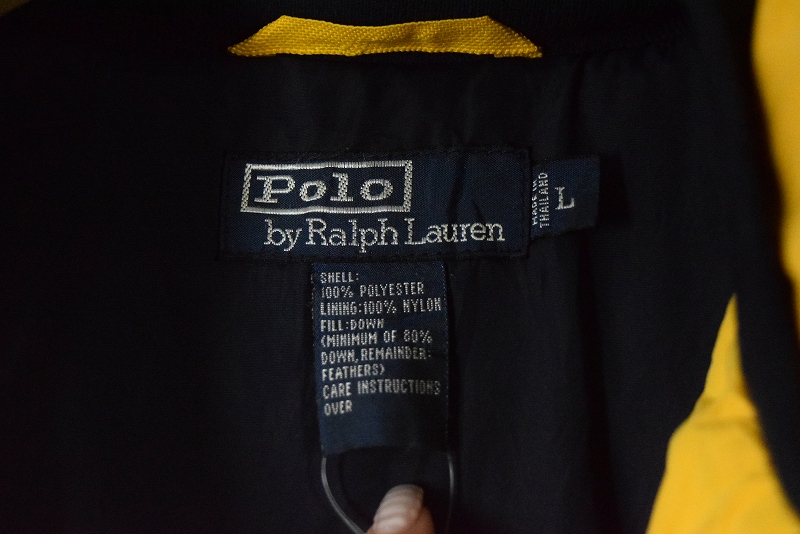 Polo
by Ralph Lauren
MADE IN
THAILAND
L
SHELL:
100% POLYESTER
LINING:100% NYLON
FILL:DOWN
(MINIMUM OF 80%
DOWN, REMAINDER:
FEATHERS)
CARE INSTRUCTIONS
OVER